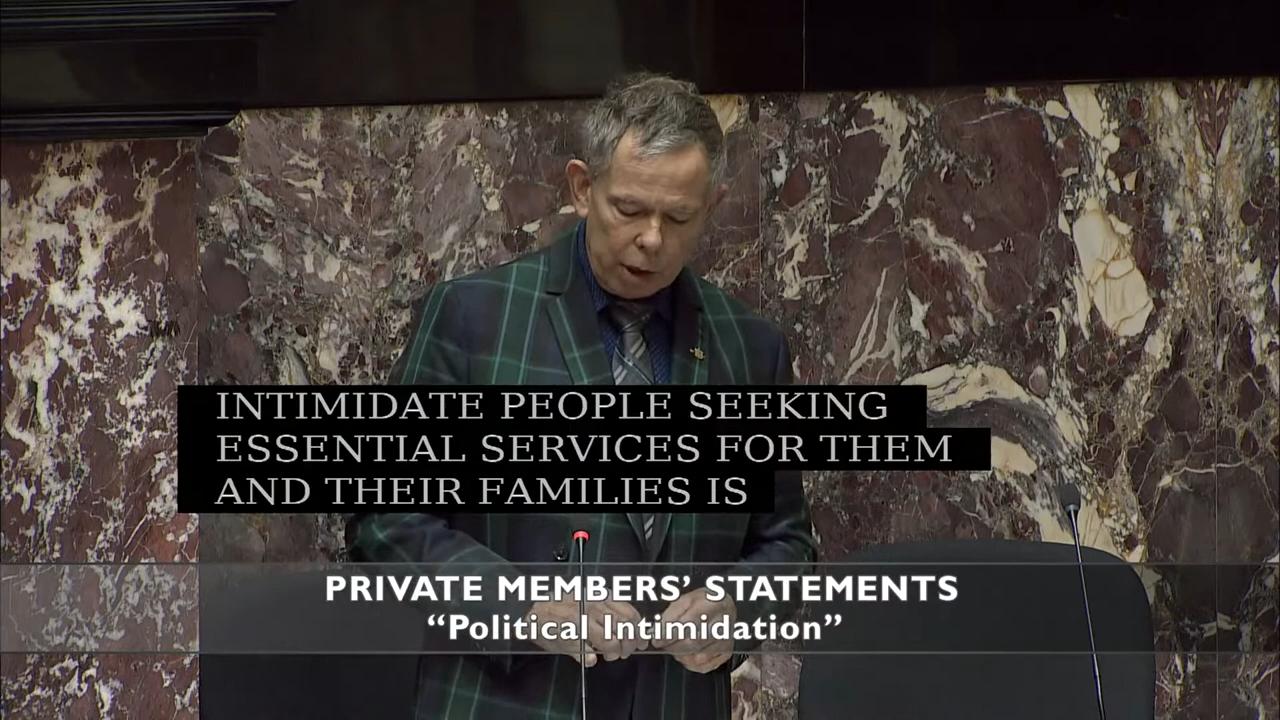 INTIMIDATE PEOPLE SEEKING
ESSENTIAL SERVICES FOR THEM
AND THEIR FAMILIES IS
PRIVATE MEMBERS’ STATEMENTS
“Political Intimidation”